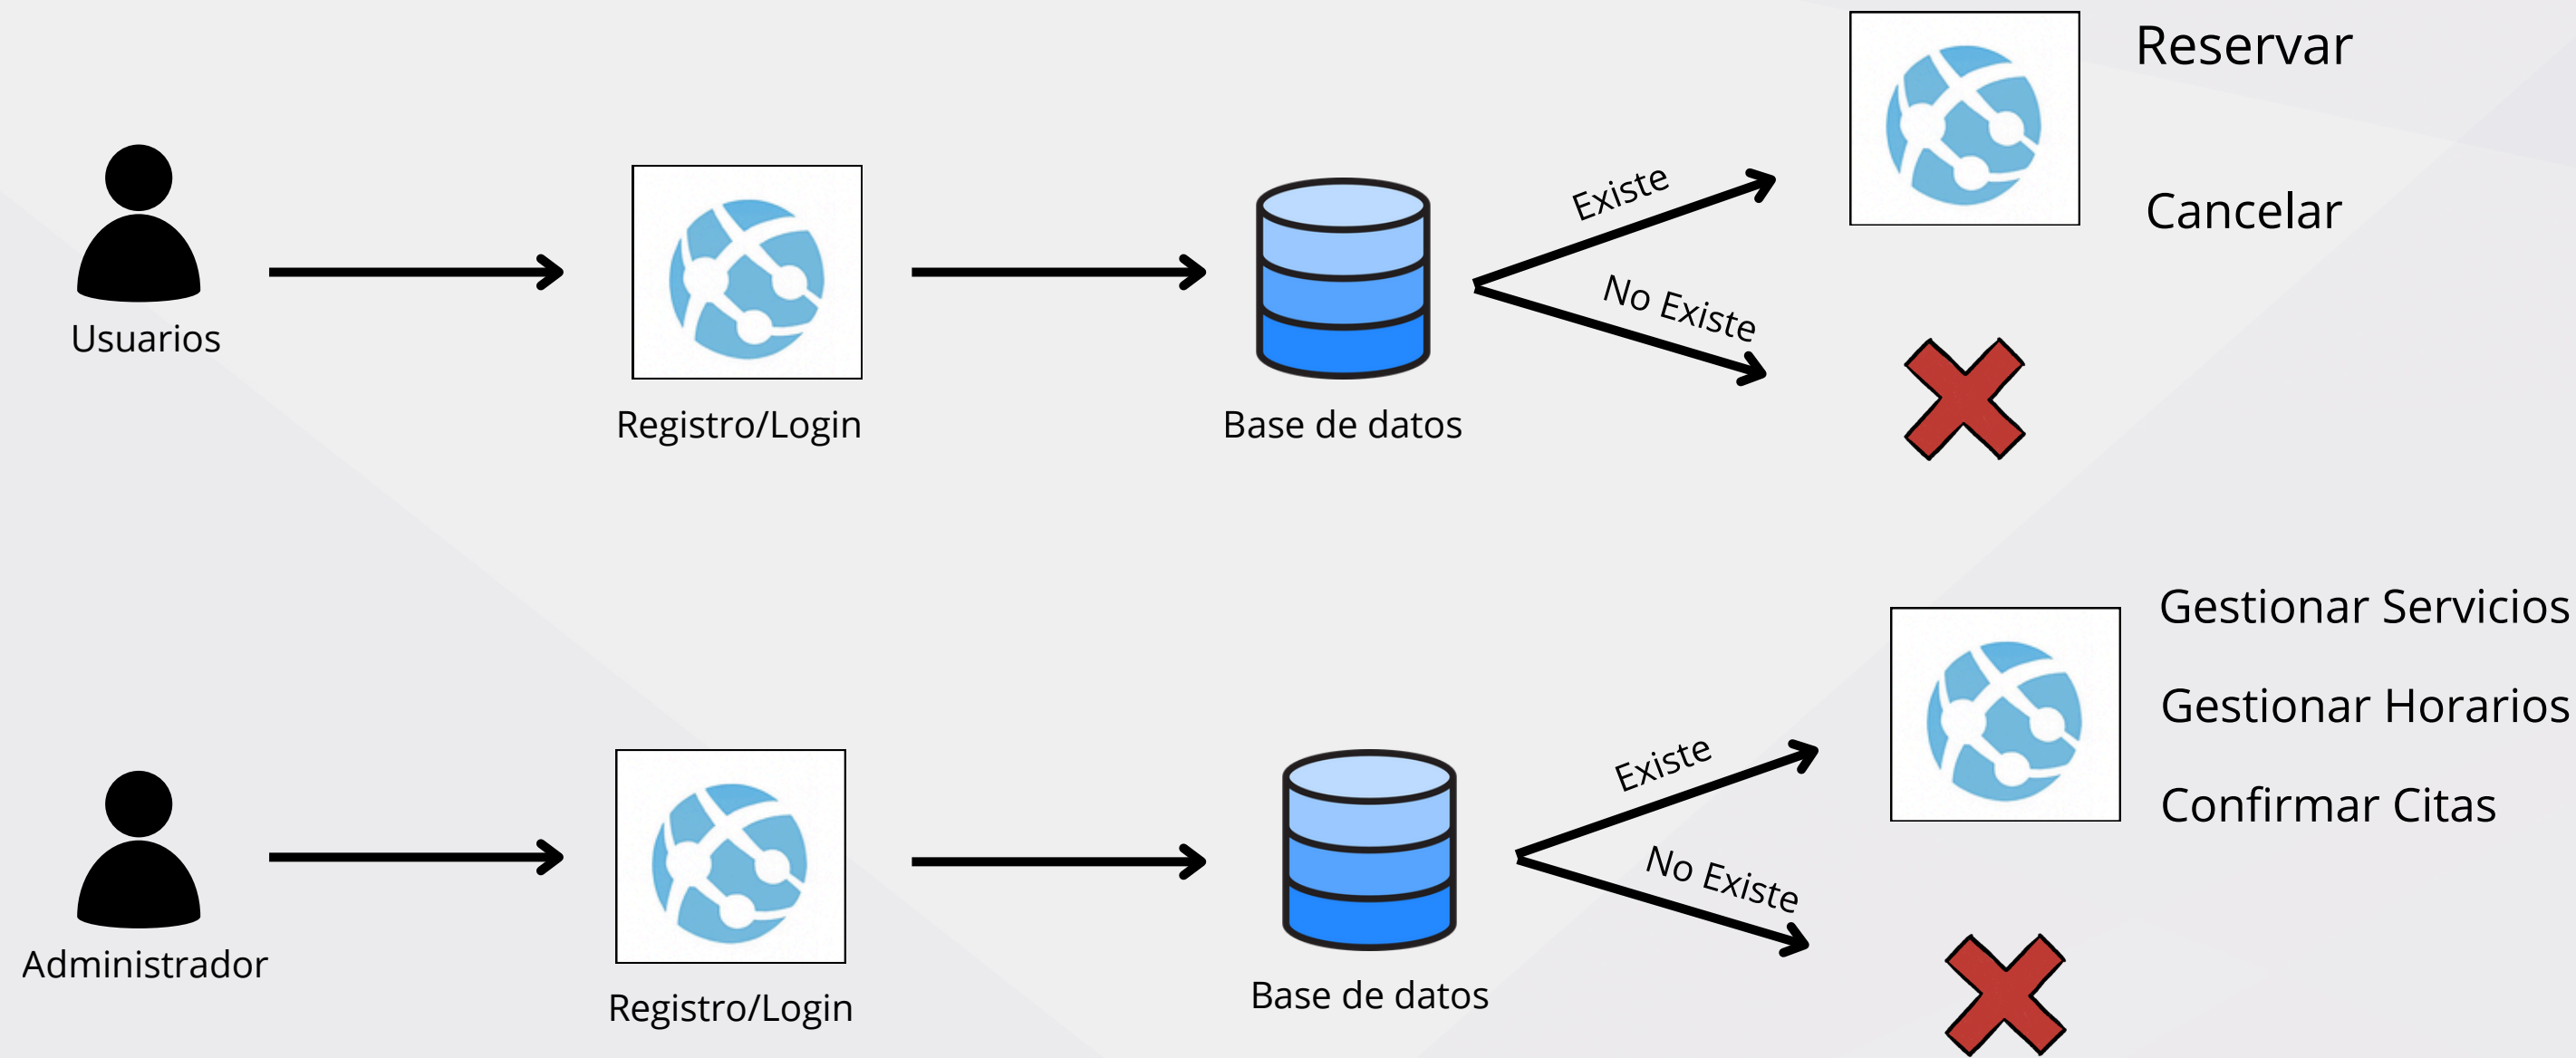 Reservar
Existe
Cancelar
No Existe
Usuarios
Registro/Login
Base de datos
Gestionar Servicios
Gestionar Horarios
Existe
Confirmar Citas
No Existe
Administrador
Registro/Login
Base de datos